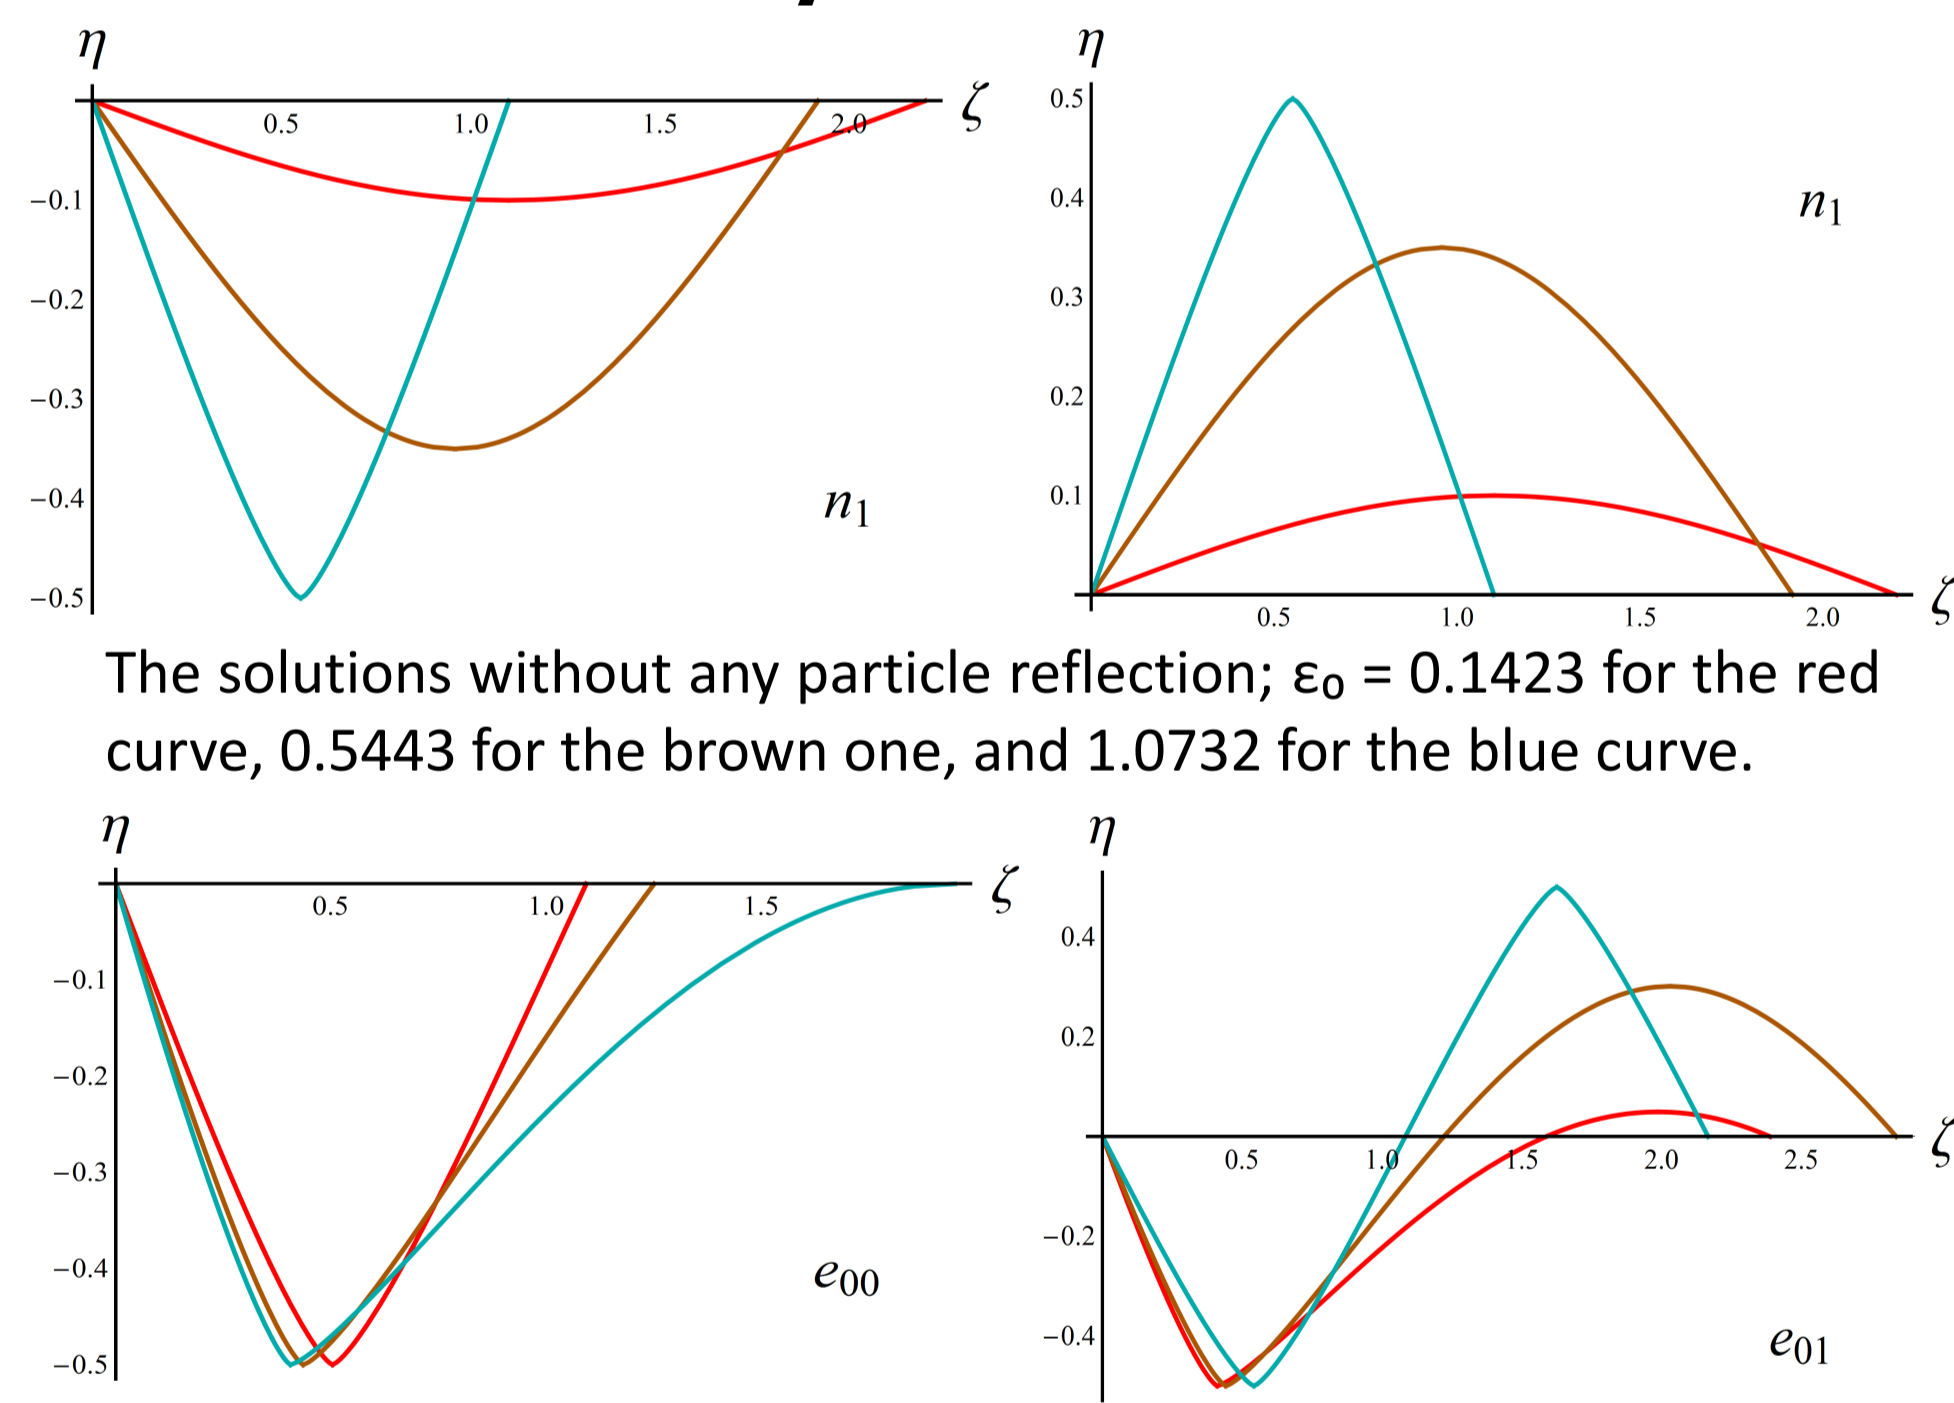 η
ζ
0.5 1.0 1.5 2.0
−0.1
−0.2
−0.3
−0.4
−0.5
n1
η
0.5
0.4
0.3
0.2
0.1
n1
0.5 1.0 1.5 2.0
ζ
The solutions without any particle reflection; ε₀ = 0.1423 for the red
curve, 0.5443 for the brown one, and 1.0732 for the blue curve.
η
ζ
0.5 1.0 1.5
−0.1
−0.2
−0.3
−0.4
−0.5
e00
η
0.4
0.2
ζ
0.5 1.0 1.5 2.0 2.5
−0.2
−0.4
e01